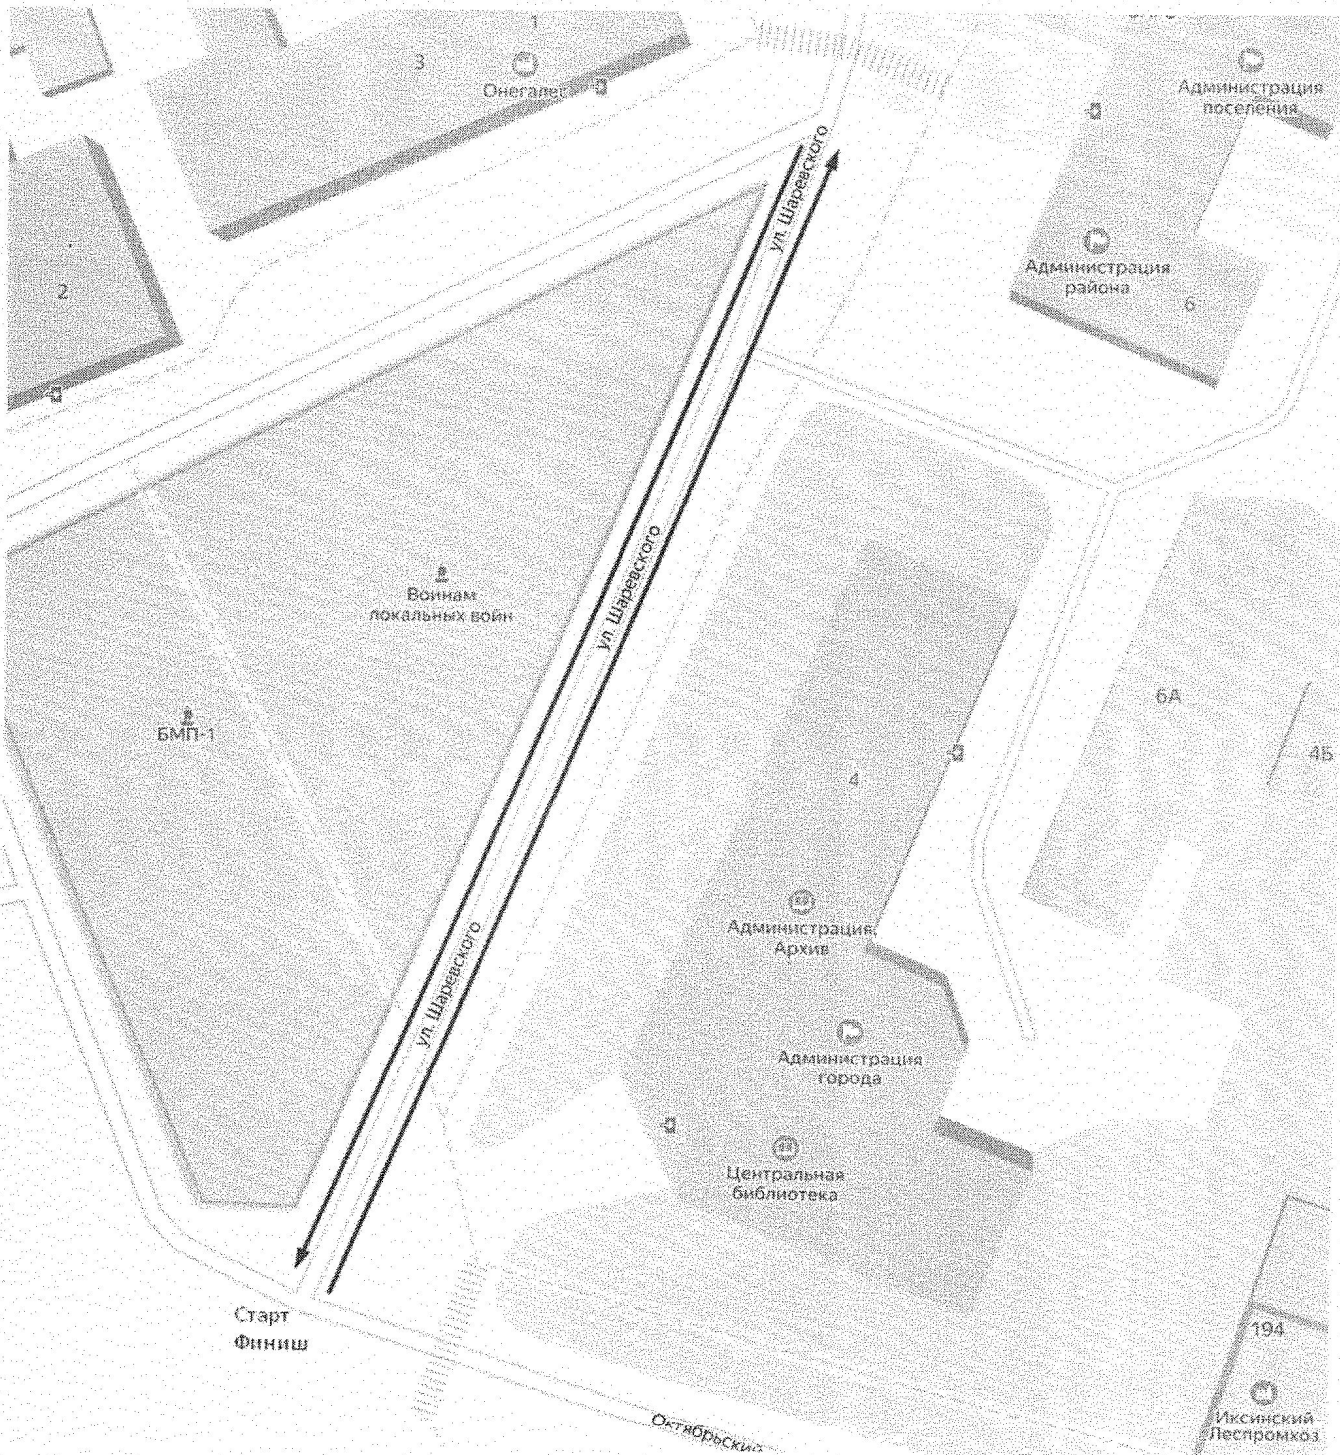 1
3
Онегалес
Администрация
поселения
2
ул. Шаревского
Администрация
района
6
Воинам
локальных войн
ул. Шаревского
БМП-1
6А
4Б
4
Администрация,
Архив
ул. Шаревского
Администрация
города
Центральная
библиотека
Старт
Финиш
194
Иксинский
Леспромхоз
Октябрьский